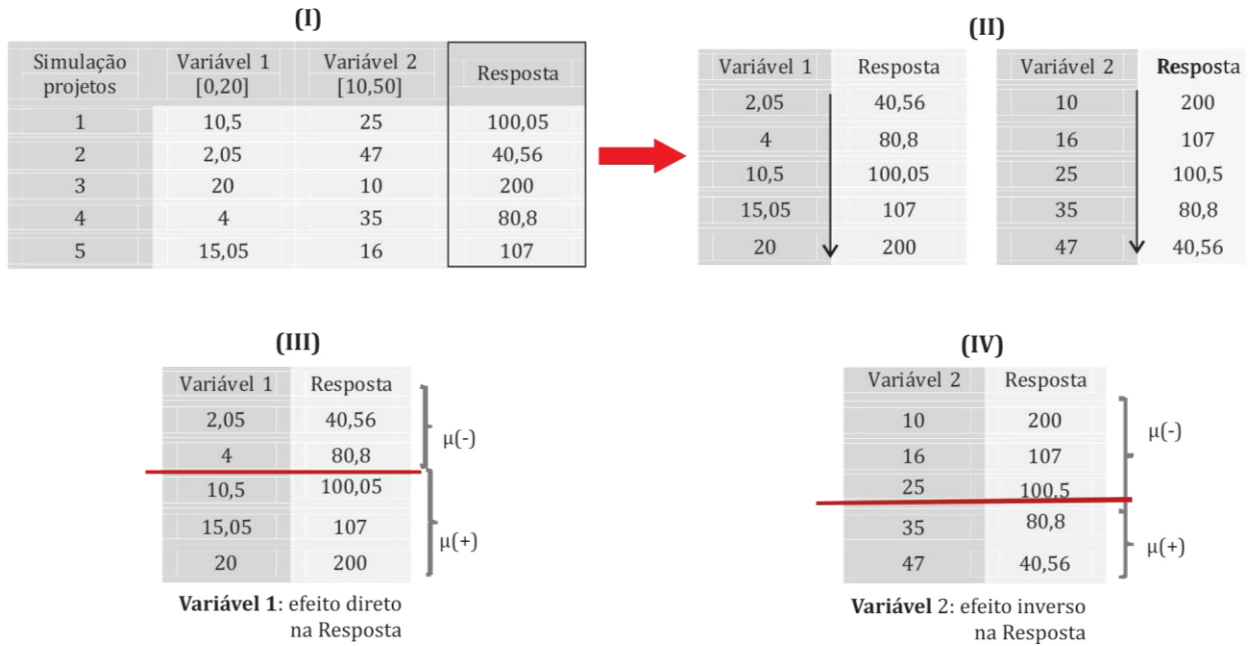 (I)
Simulação projetos Variável 1 [0,20] Variável 2 [10,50] Resposta
1 10,5 25 100,05
2 2,05 47 40,56
3 20 10 200
4 4 35 80,8
5 15,05 16 107
(II)
Variável 1 Resposta
2,05 40,56
4 80,8
10,5 100,05
15,05 107
20 200
Variável 2 Resposta
10 200
16 107
25 100,5
35 80,8
47 40,56
(III)
Variável 1 Resposta
2,05 40,56
4 80,8
μ(-)
10,5 100,05
15,05 107
20 200
μ(+)
Variável 1: efeito direto
na Resposta
(IV)
Variável 2 Resposta
10 200
16 107
25 100,5
μ(-)
35 80,8
47 40,56
μ(+)
Variável 2: efeito inverso
na Resposta